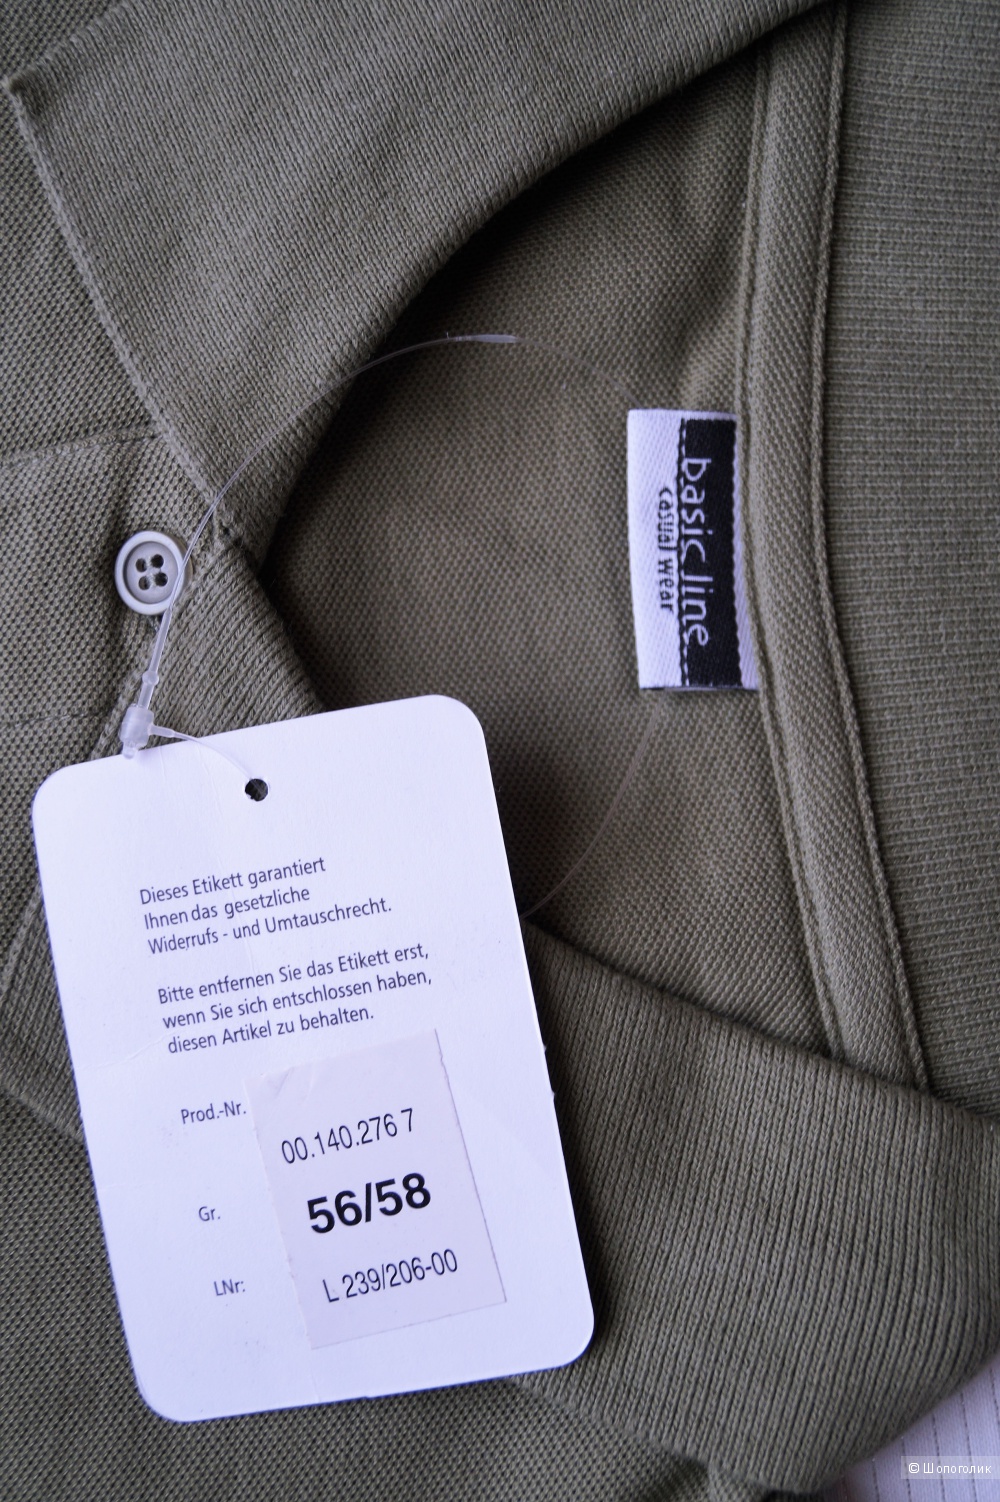 basic line
casual wear
Dieses Etikett garantiert
Ihnen das gesetzliche
Widerrufs - und Umtauschrecht.
Bitte entfernen Sie das Etikett erst,
wenn Sie sich entschlossen haben,
diesen Artikel zu behalten.
Prod.-Nr. 00.140.276 7
Gr. 56/58
LNr: L 239/206-00
© Шопоголик